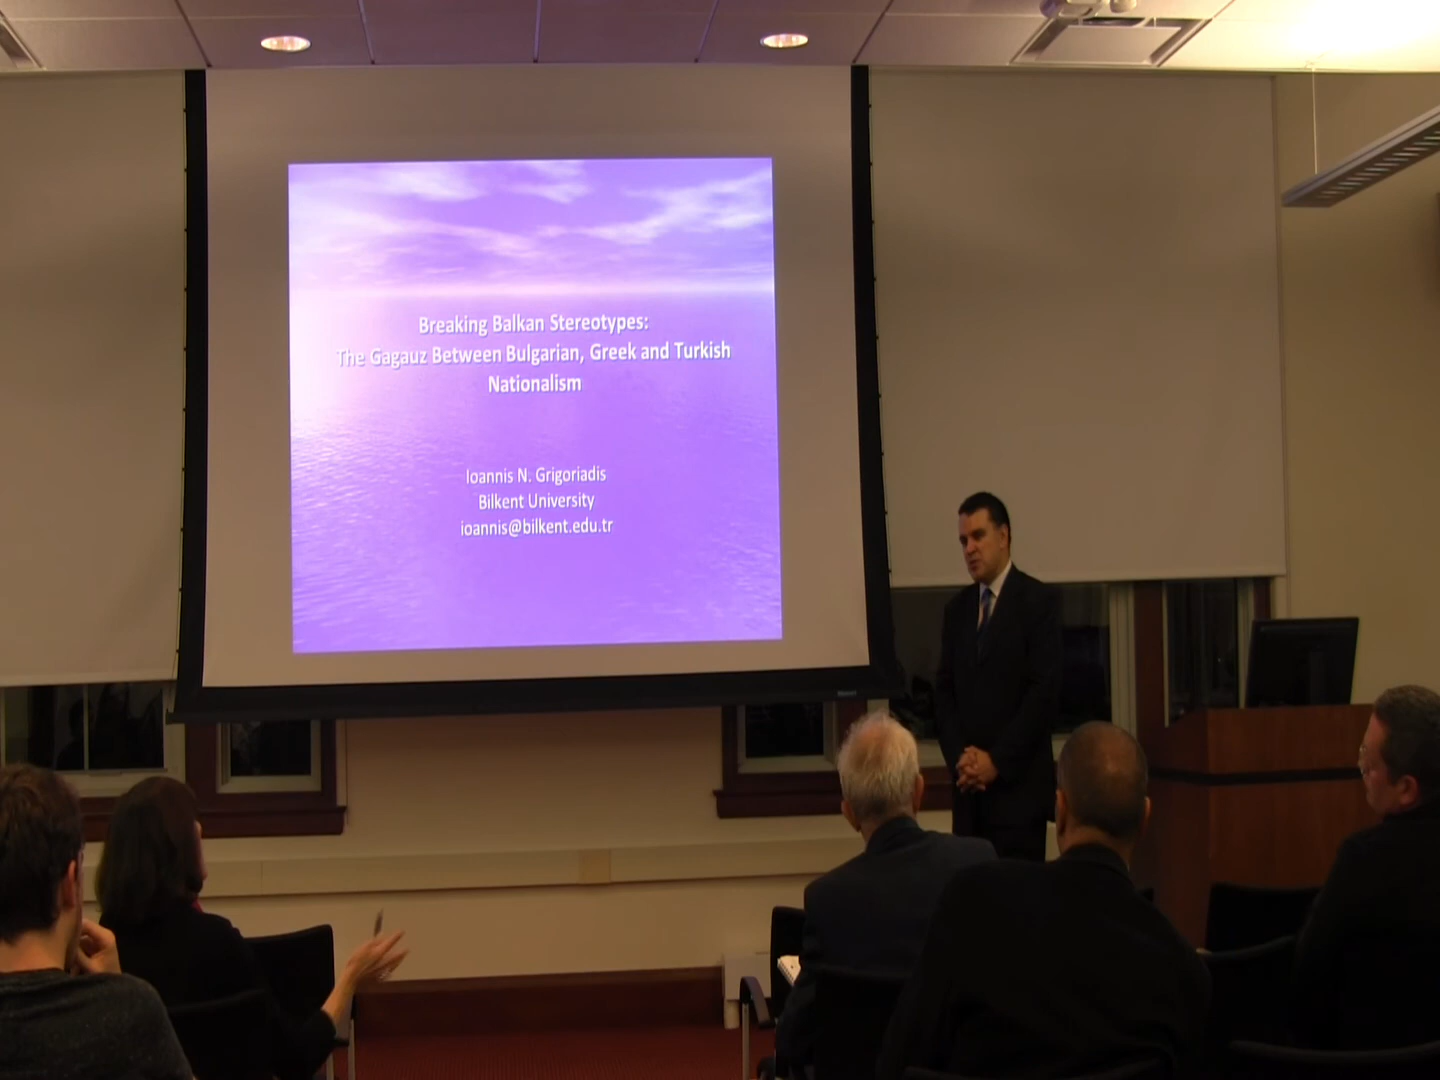 Breaking Balkan Stereotypes:
The Gagauz Between Bulgarian, Greek and Turkish
Nationalism
Ioannis N. Grigoriadis
Bilkent University
ioannis@bilkent.edu.tr